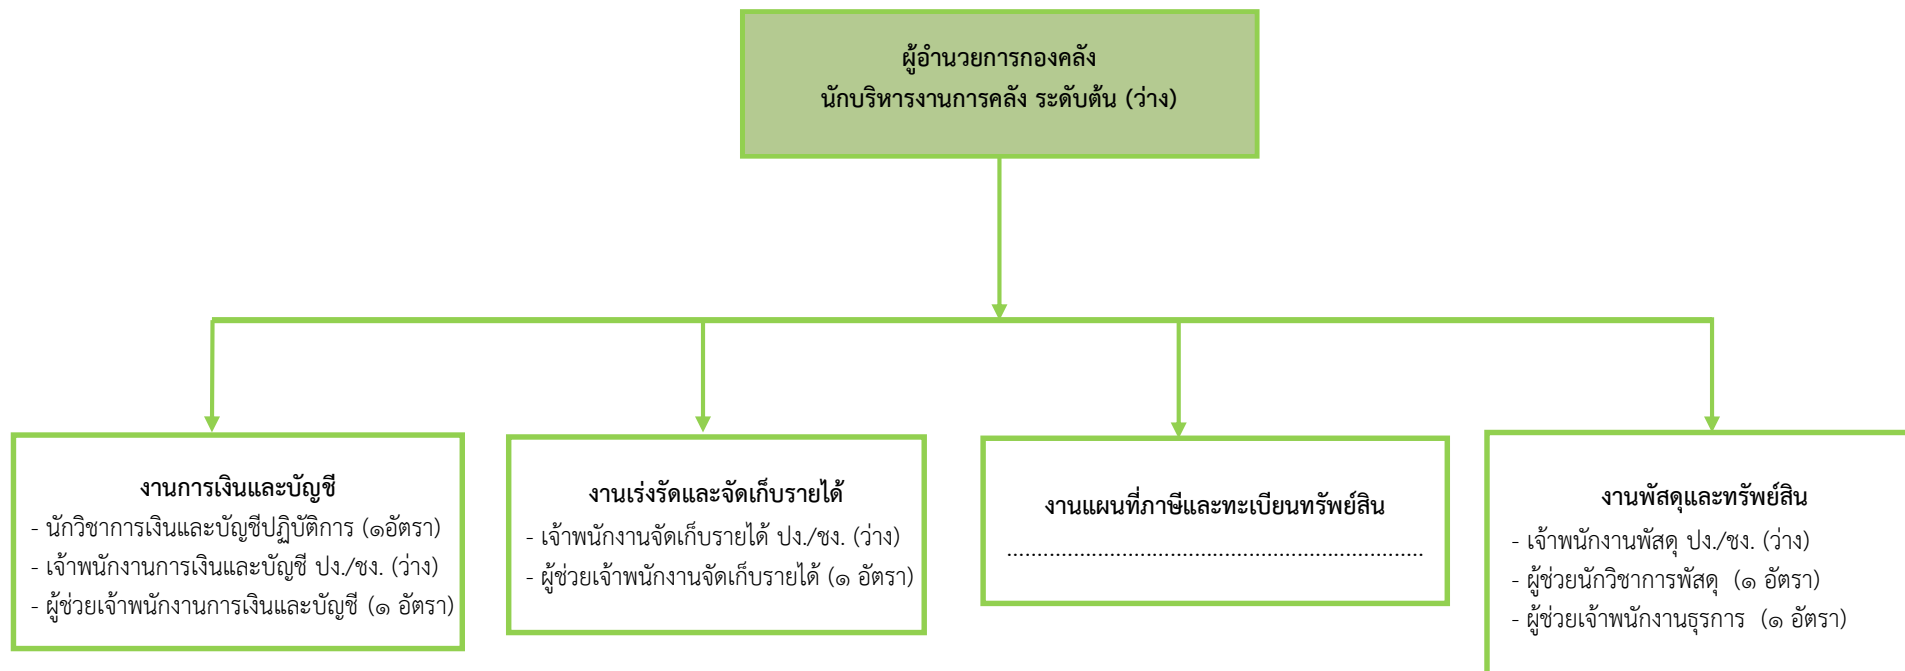 ผู้อำนวยการกองคลัง
นักบริหารงานการคลัง ระดับต้น (ว่าง)
งานการเงินและบัญชี
- นักวิชาการเงินและบัญชีปฏิบัติการ (๑อัตรา)
- เจ้าพนักงานการเงินและบัญชี ปง./ชง. (ว่าง)
- ผู้ช่วยเจ้าพนักงานการเงินและบัญชี (๑ อัตรา)
งานเร่งรัดและจัดเก็บรายได้
- เจ้าพนักงานจัดเก็บรายได้ ปง./ชง. (ว่าง)
- ผู้ช่วยเจ้าพนักงานจัดเก็บรายได้ (๑ อัตรา)
งานแผนที่ภาษีและทะเบียนทรัพย์สิน
.....................................................................
งานพัสดุและทรัพย์สิน
- เจ้าพนักงานพัสดุ ปง./ชง. (ว่าง)
- ผู้ช่วยนักวิชาการพัสดุ (๑ อัตรา)
- ผู้ช่วยเจ้าพนักงานธุรการ (๑ อัตรา)